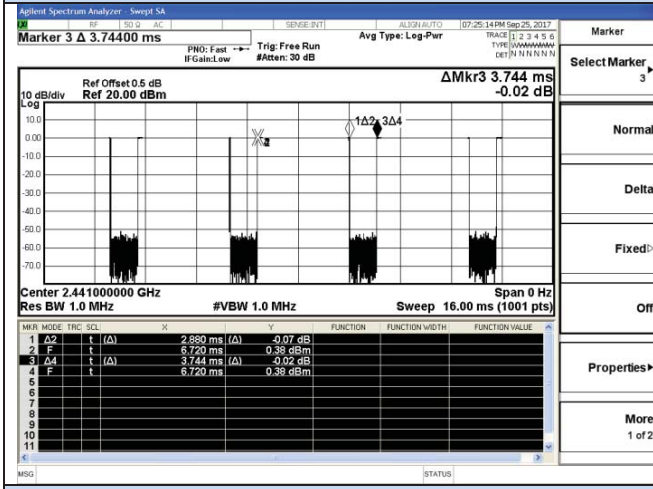 Agilent Spectrum Analyzer - Swept SA
RF 50 Ω AC SENSE:INT ALIGN AUTO 07:25:14 PM Sep 25, 2017
Marker 3 Δ 3.74400 ms
PNO: Fast
IFGain:Low
Trig: Free Run
#Atten: 30 dB
Avg Type: Log-Pwr
TRACE 1 2 3 4 5 6
TYPE WWWWWW
DET N N N N N N
Ref Offset 0.5 dB
10 dB/div Ref 20.00 dBm
Log
ΔMkr3 3.744 ms
-0.02 dB
10.0
0.00
-10.0
-20.0
-30.0
-40.0
-50.0
-60.0
-70.0
1Δ2 3Δ4
Center 2.441000000 GHz Span 0 Hz
Res BW 1.0 MHz #VBW 1.0 MHz Sweep 16.00 ms (1001 pts)
MKR MODE TRC SCL X Y FUNCTION FUNCTION WIDTH FUNCTION VALUE
1 Δ2 t (Δ) 2.880 ms (Δ) -0.07 dB
2 F t 6.720 ms 0.38 dBm
3 Δ4 t (Δ) 3.744 ms (Δ) -0.02 dB
4 F t 6.720 ms 0.38 dBm
5
6
7
8
9
10
11
MSG STATUS
Marker
Select Marker
3
Normal
Delta
Fixed
Off
Properties
More
1 of 2